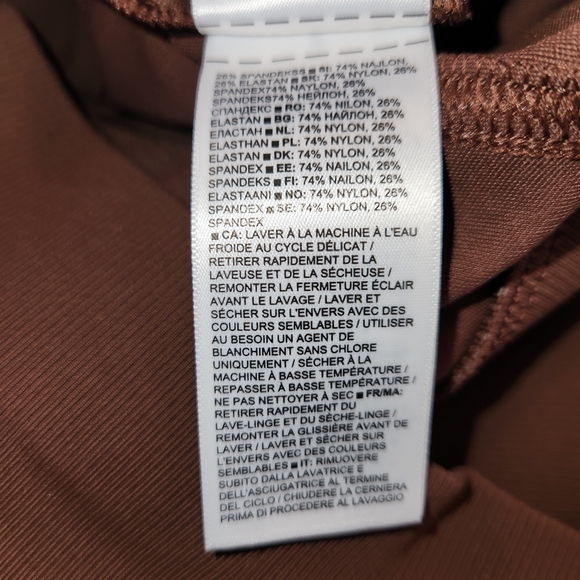 26% SPANDEKSS ■ SI: 74% NAJLON,
26% ELASTAN ■ SK: 74% NYLON, 26%
SPANDEX74% NAYLON, 26%
SPANDEKS74% НЕЙЛОН, 26%
СПАНДЕКС ■ RO: 74% NILON, 26%
ELASTAN ■ BG: 74% НАЙЛОН, 26%
ЕЛАСТАН ■ NL: 74% NYLON, 26%
ELASTHAN ■ PL: 74% NYLON, 26%
ELASTAN ■ DK: 74% NYLON, 26%
SPANDEX ■ EE: 74% NAILON, 26%
SPANDEKS ■ FI: 74% NYLON, 26%
ELASTAANI ■ NO: 74% NYLON, 26%
SPANDEX ■ SE: 74% NYLON, 26%
SPANDEX
■ CA: LAVER À LA MACHINE À L'EAU
FROIDE AU CYCLE DÉLICAT /
RETIRER RAPIDEMENT DE LA
LAVEUSE ET DE LA SÉCHEUSE /
REMONTER LA FERMETURE ÉCLAIR
AVANT LE LAVAGE / LAVER ET
SÉCHER SUR L'ENVERS AVEC DES
COULEURS SEMBLABLES / UTILISER
AU BESOIN UN AGENT DE
BLANCHIMENT SANS CHLORE
UNIQUEMENT / SÉCHER À LA
MACHINE À BASSE TEMPÉRATURE /
REPASSER À BASSE TEMPÉRATURE /
NE PAS NETTOYER À SEC ■ FR/MA:
RETIRER RAPIDEMENT DU
LAVE-LINGE ET DU SÈCHE-LINGE /
REMONTER LA GLISSIÈRE AVANT DE
LAVER / LAVER ET SÉCHER SUR
L'ENVERS AVEC DES COULEURS
SEMBLABLES ■ IT: RIMUOVERE
SUBITO DALLA LAVATRICE E
DELL'ASCIUGATRICE AL TERMINE
DEL CICLO / CHIUDERE LA CERNIERA
PRIMA DI PROCEDERE AL LAVAGGIO